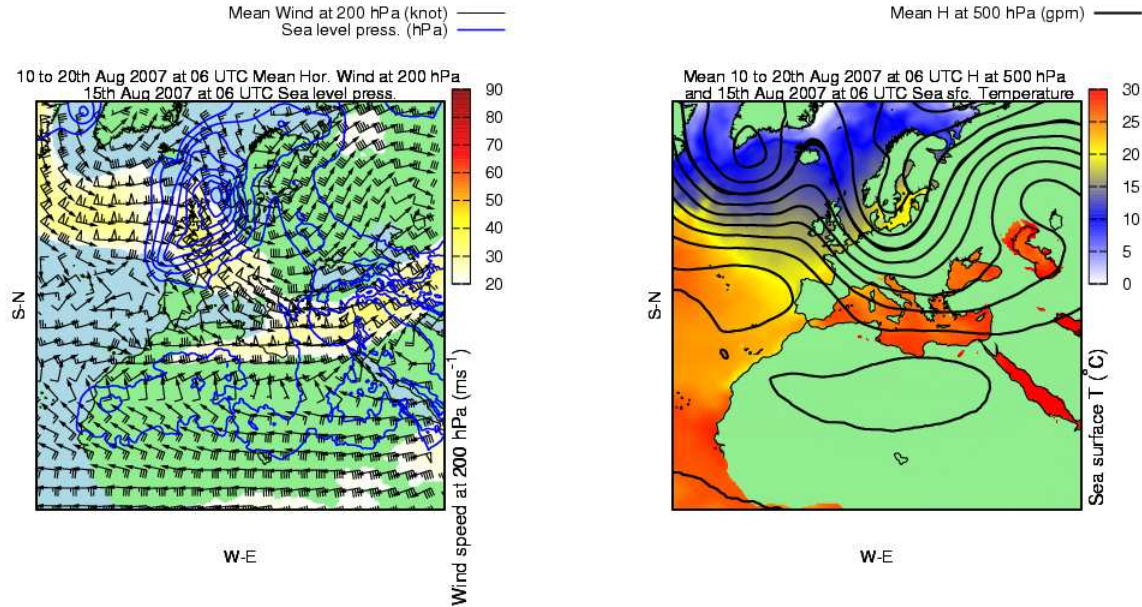 Mean Wind at 200 hPa (knot)
Sea level press. (hPa)
10 to 20th Aug 2007 at 06 UTC Mean Hor. Wind at 200 hPa
15th Aug 2007 at 06 UTC Sea level press.
90
80
70
60
50
40
30
20
S-N
W-E
Wind speed at 200 hPa (ms⁻¹)
Mean H at 500 hPa (gpm)
Mean 10 to 20th Aug 2007 at 06 UTC H at 500 hPa
and 15th Aug 2007 at 06 UTC Sea sfc. Temperature
30
25
20
15
10
5
0
S-N
W-E
Sea surface T (°C)